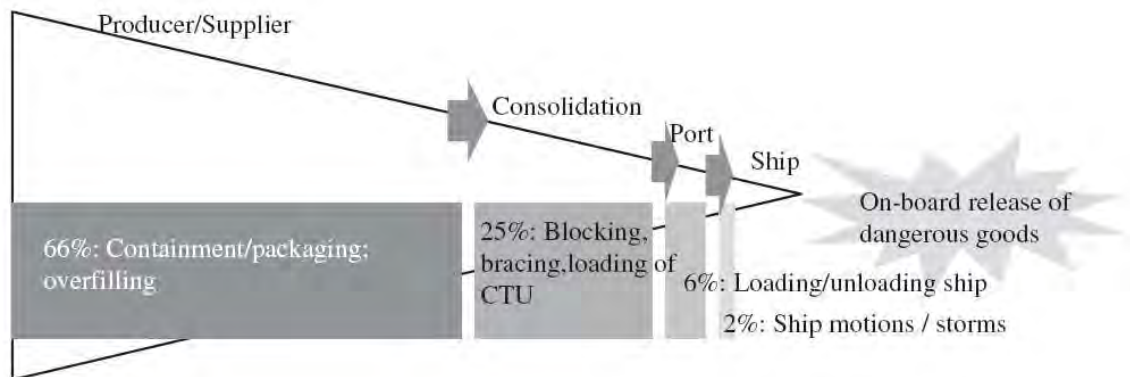 Producer/Supplier
Consolidation
Port
Ship
On-board release of
dangerous goods
66%: Containment/packaging;
overfilling
25%: Blocking,
bracing,loading of
CTU
6%: Loading/unloading ship
2%: Ship motions / storms